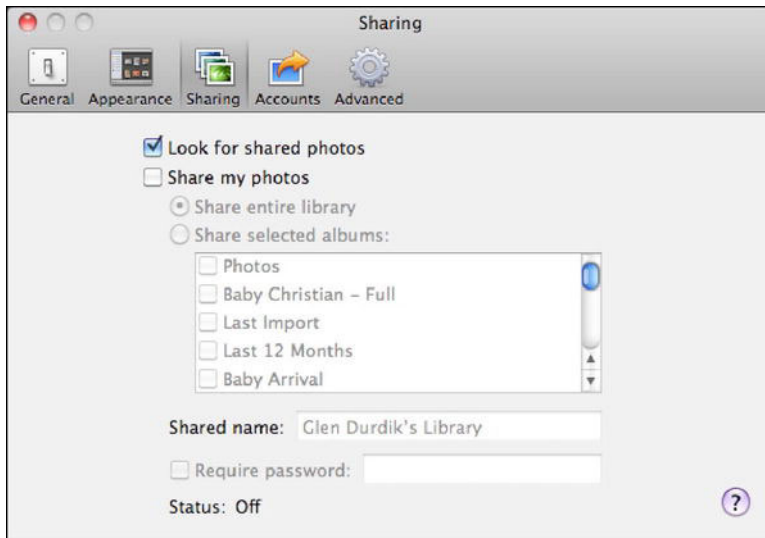 Sharing
General Appearance Sharing Accounts Advanced
Look for shared photos
Share my photos
Share entire library
Share selected albums:
Photos
Baby Christian – Full
Last Import
Last 12 Months
Baby Arrival
Shared name: Glen Durdik's Library
Require password:
Status: Off
?